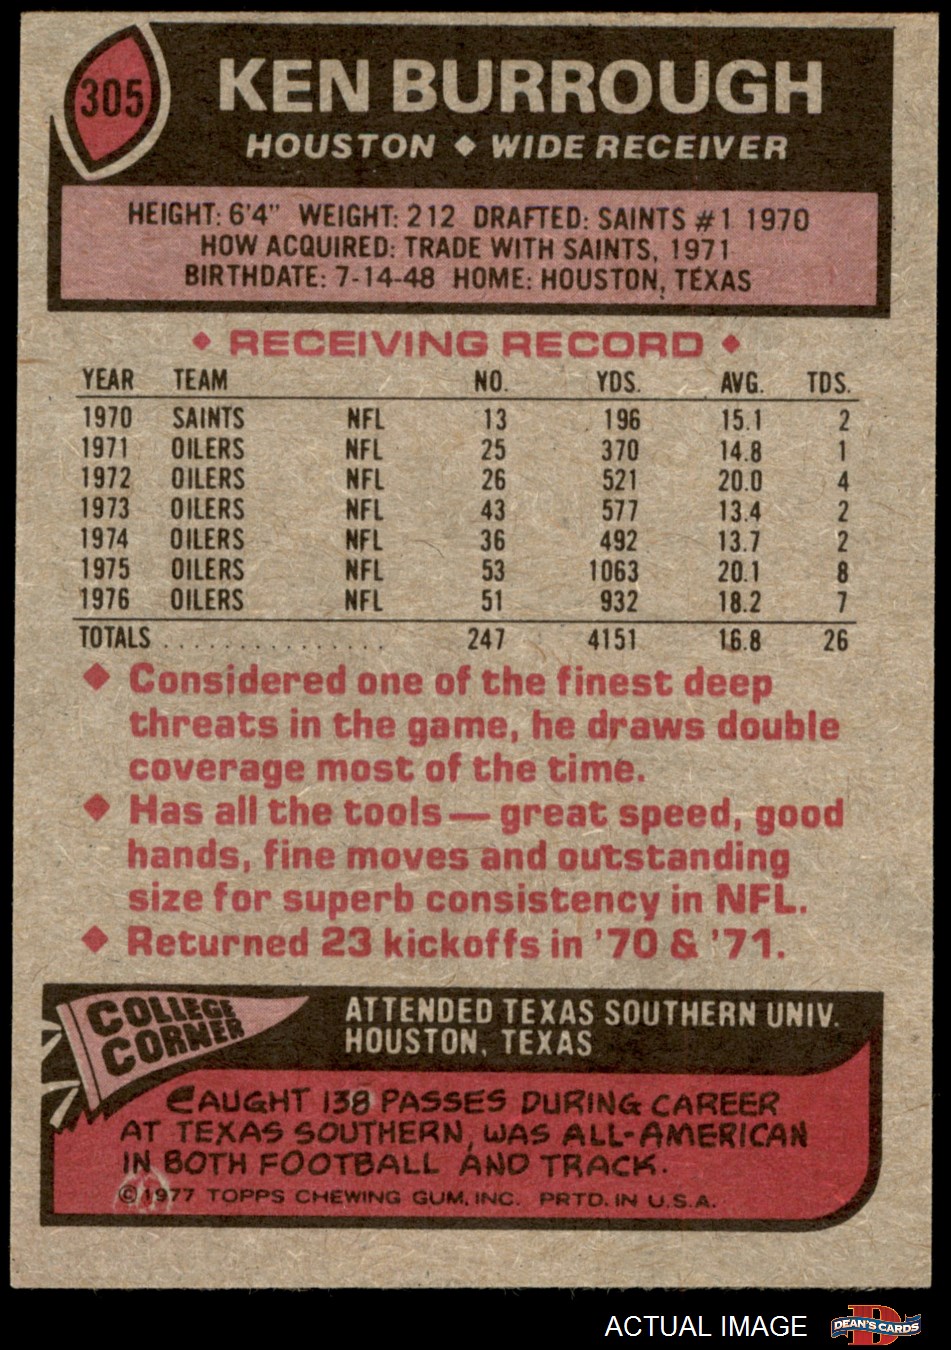 305
KEN BURROUGH
HOUSTON ◆ WIDE RECEIVER
HEIGHT: 6'4" WEIGHT: 212 DRAFTED: SAINTS #1 1970
HOW ACQUIRED: TRADE WITH SAINTS, 1971
BIRTHDATE: 7-14-48 HOME: HOUSTON, TEXAS
◆ RECEIVING RECORD ◆
YEAR TEAM NO. YDS. AVG. TDS.
1970 SAINTS NFL 13 196 15.1 2
1971 OILERS NFL 25 370 14.8 1
1972 OILERS NFL 26 521 20.0 4
1973 OILERS NFL 43 577 13.4 2
1974 OILERS NFL 36 492 13.7 2
1975 OILERS NFL 53 1063 20.1 8
1976 OILERS NFL 51 932 18.2 7
TOTALS . . . . . . . . . . . . . . . 247 4151 16.8 26
◆ Considered one of the finest deep
threats in the game, he draws double
coverage most of the time.
◆ Has all the tools — great speed, good
hands, fine moves and outstanding
size for superb consistency in NFL.
◆ Returned 23 kickoffs in '70 & '71.
COLLEGE
CORNER
ATTENDED TEXAS SOUTHERN UNIV.
HOUSTON, TEXAS
CAUGHT 138 PASSES DURING CAREER
AT TEXAS SOUTHERN, WAS ALL-AMERICAN
IN BOTH FOOTBALL AND TRACK.
© 1977 TOPPS CHEWING GUM, INC. PRTD. IN U.S.A.
ACTUAL IMAGE
D
DEAN'S CARDS